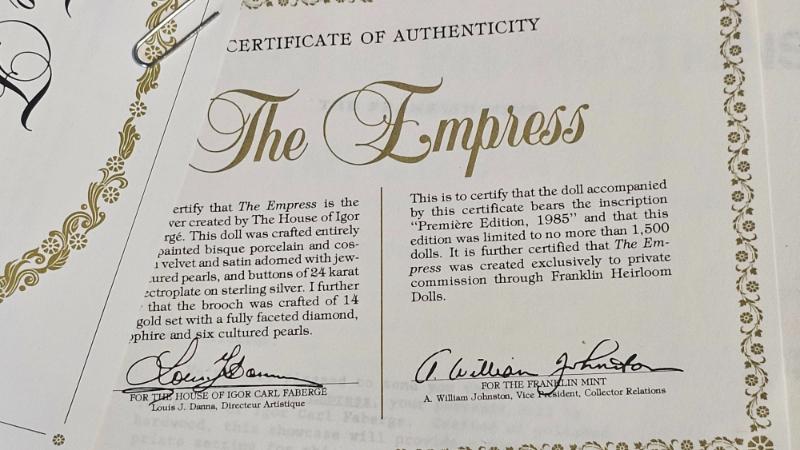 CERTIFICATE OF AUTHENTICITY
The Empress
ertify that The Empress is the
ver created by The House of Igor
rgé. This doll was crafted entirely
painted bisque porcelain and cos-
velvet and satin adorned with jew-
tured pearls, and buttons of 24 karat
ectroplate on sterling silver. I further
that the brooch was crafted of 14
gold set with a fully faceted diamond,
pphire and six cultured pearls.
FOR THE HOUSE OF IGOR CARL FABERGÉ
Louis J. Danna, Directeur Artistique
This is to certify that the doll accompanied
by this certificate bears the inscription
“Première Edition, 1985” and that this
edition was limited to no more than 1,500
dolls. It is further certified that The Em-
press was created exclusively to private
commission through Franklin Heirloom
Dolls.
A. William Johnston
FOR THE FRANKLIN MINT
A. William Johnston, Vice President, Collector Relations